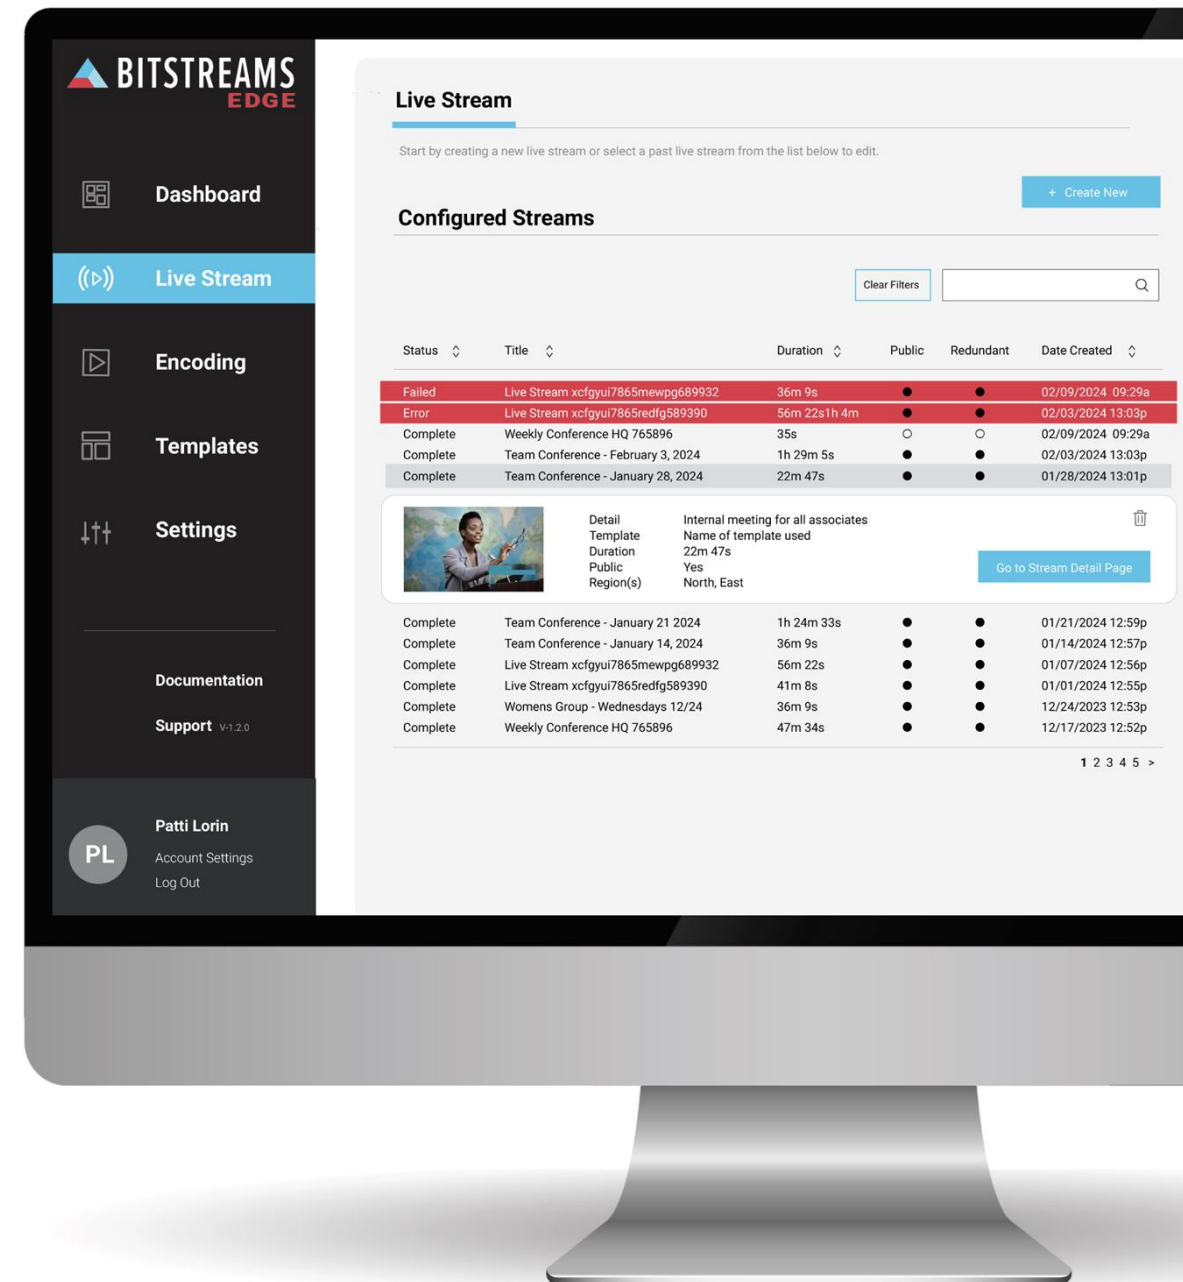 BITSTREAMS
EDGE
Dashboard
Live Stream
Encoding
Templates
Settings
Documentation
Support V-1.2.0
PL
Patti Lorin
Account Settings
Log Out
Live Stream
Start by creating a new live stream or select a past live stream from the list below to edit.
+ Create New
Configured Streams
Clear Filters
Status Title Duration Public Redundant Date Created
Failed Live Stream xcfgyui7865mewpg689932 36m 9s 02/09/2024 09:29a
Error Live Stream xcfgyui7865redfg589390 56m 22s1h 4m 02/03/2024 13:03p
Complete Weekly Conference HQ 765896 35s 02/09/2024 09:29a
Complete Team Conference - February 3, 2024 1h 29m 5s 02/03/2024 13:03p
Complete Team Conference - January 28, 2024 22m 47s 01/28/2024 13:01p
Detail Internal meeting for all associates
Template Name of template used
Duration 22m 47s
Public Yes
Region(s) North, East
Go to Stream Detail Page
Complete Team Conference - January 21 2024 1h 24m 33s 01/21/2024 12:59p
Complete Team Conference - January 14, 2024 36m 9s 01/14/2024 12:57p
Complete Live Stream xcfgyui7865mewpg689932 56m 22s 01/07/2024 12:56p
Complete Live Stream xcfgyui7865redfg589390 41m 8s 01/01/2024 12:55p
Complete Womens Group - Wednesdays 12/24 36m 9s 12/24/2023 12:53p
Complete Weekly Conference HQ 765896 47m 34s 12/17/2023 12:52p
1 2 3 4 5 >